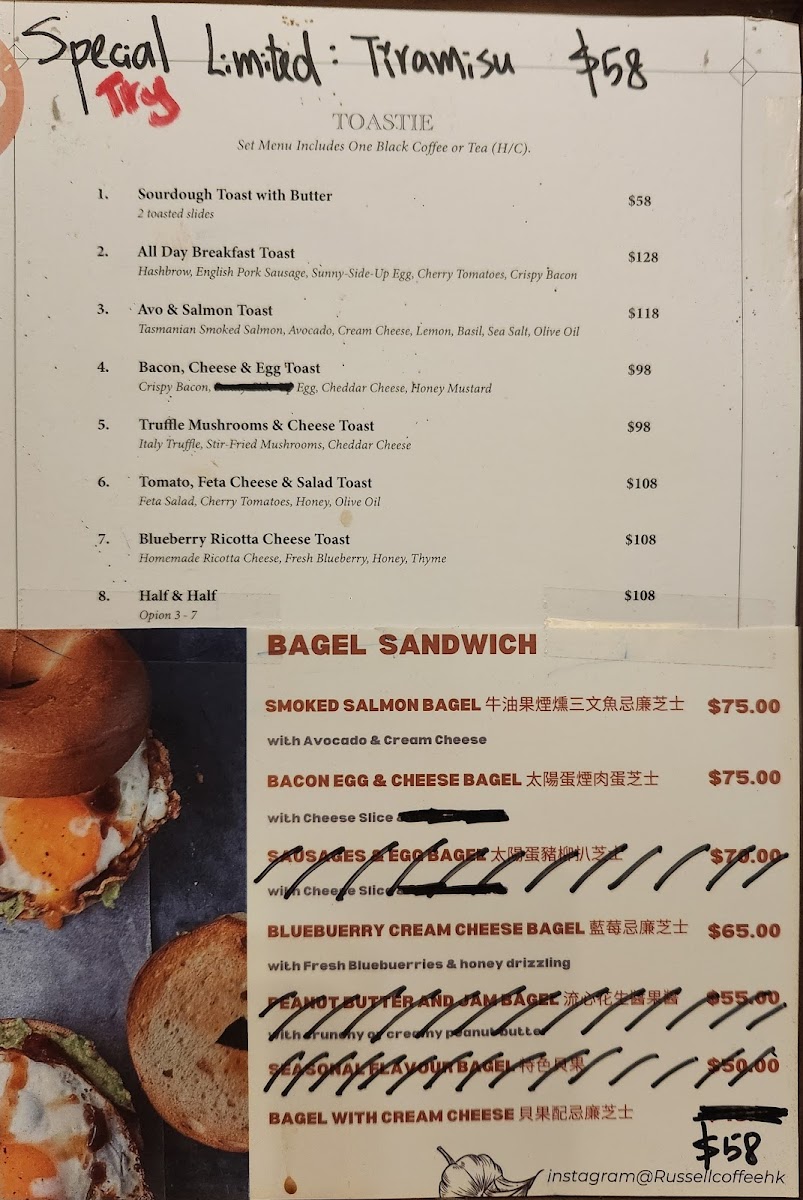 Special Limited: Tiramisu $58
Try
TOASTIE
Set Menu Includes One Black Coffee or Tea (H/C).
1. Sourdough Toast with Butter $58
2 toasted slides
2. All Day Breakfast Toast $128
Hashbrow, English Pork Sausage, Sunny-Side-Up Egg, Cherry Tomatoes, Crispy Bacon
3. Avo & Salmon Toast $118
Tasmanian Smoked Salmon, Avocado, Cream Cheese, Lemon, Basil, Sea Salt, Olive Oil
4. Bacon, Cheese & Egg Toast $98
Crispy Bacon, Egg, Cheddar Cheese, Honey Mustard
5. Truffle Mushrooms & Cheese Toast $98
Italy Truffle, Stir-Fried Mushrooms, Cheddar Cheese
6. Tomato, Feta Cheese & Salad Toast $108
Feta Salad, Cherry Tomatoes, Honey, Olive Oil
7. Blueberry Ricotta Cheese Toast $108
Homemade Ricotta Cheese, Fresh Blueberry, Honey, Thyme
8. Half & Half $108
Opion 3 - 7
BAGEL SANDWICH
SMOKED SALMON BAGEL 牛油果煙燻三文魚忌廉芝士 $75.00
with Avocado & Cream Cheese
BACON EGG & CHEESE BAGEL 太陽蛋煙肉蛋芝士 $75.00
with Cheese Slice
SAUSAGES & EGG BAGEL 太陽蛋豬柳扒芝士 $70.00
with Cheese Slice
BLUEBUERRY CREAM CHEESE BAGEL 藍莓忌廉芝士 $65.00
with Fresh Bluebuerries & honey drizzling
PEANUT BUTTER AND JAM BAGEL 流心花生醬果醬 $55.00
with crunchy or creamy peanut butter
SEASONAL FLAVOUR BAGEL 特色貝果 $50.00
BAGEL WITH CREAM CHEESE 貝果配忌廉芝士
$58
instagram@Russellcoffeehk